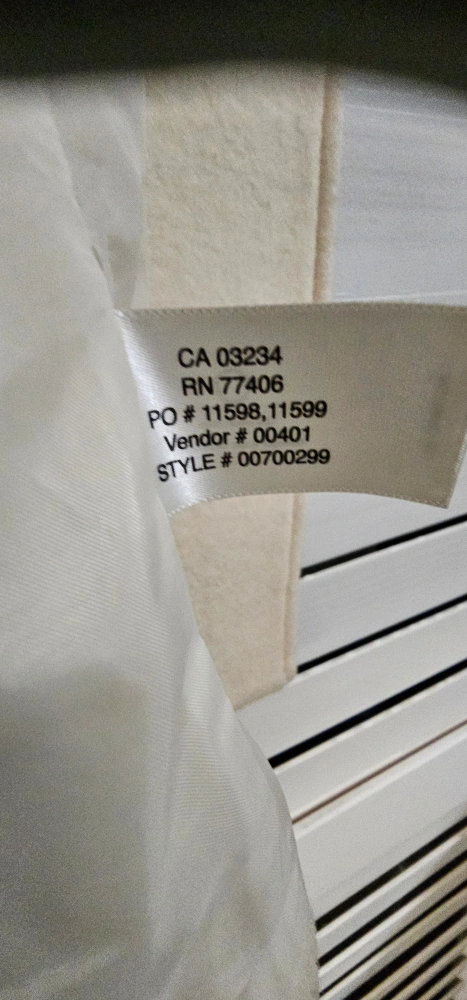 CA 03234
RN 77406
PO # 11598,11599
Vendor # 00401
STYLE # 00700299